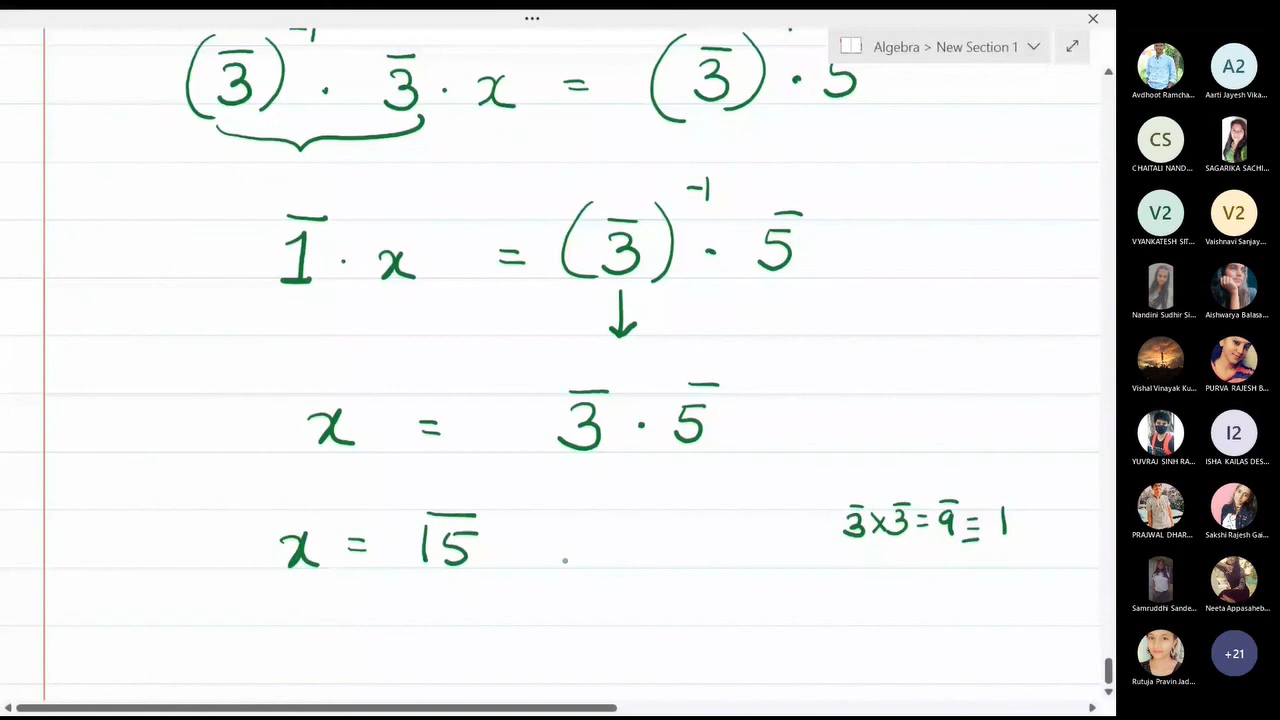 ...
Algebra > New Section 1
(3̄)⁻¹ · 3̄ · x = (3̄) · 5
1̄ · x = (3̄)⁻¹ · 5̄
↓
x = 3̄ · 5̄
3̄ × 3̄ = 9̄ = 1
x = 1̄5̄
Avdhoot Ramcha...
A2
Aarti Jayesh Vika...
CS
CHAITALI NAND...
SAGARIKA SACHI...
V2
VYANKATESH SIT...
V2
Vaishnavi Sanjay...
Nandini Sudhir Si...
Aishwarya Balasa...
Vishal Vinayak Ku...
PURVA RAJESH B...
YUVRAJ SINH RA...
I2
ISHA KAILAS DES...
PRAJWAL DHAR...
Sakshi Rajesh Gai...
Samruddhi Sande...
Neeta Appasaheb...
Rutuja Pravin Jad...
+21